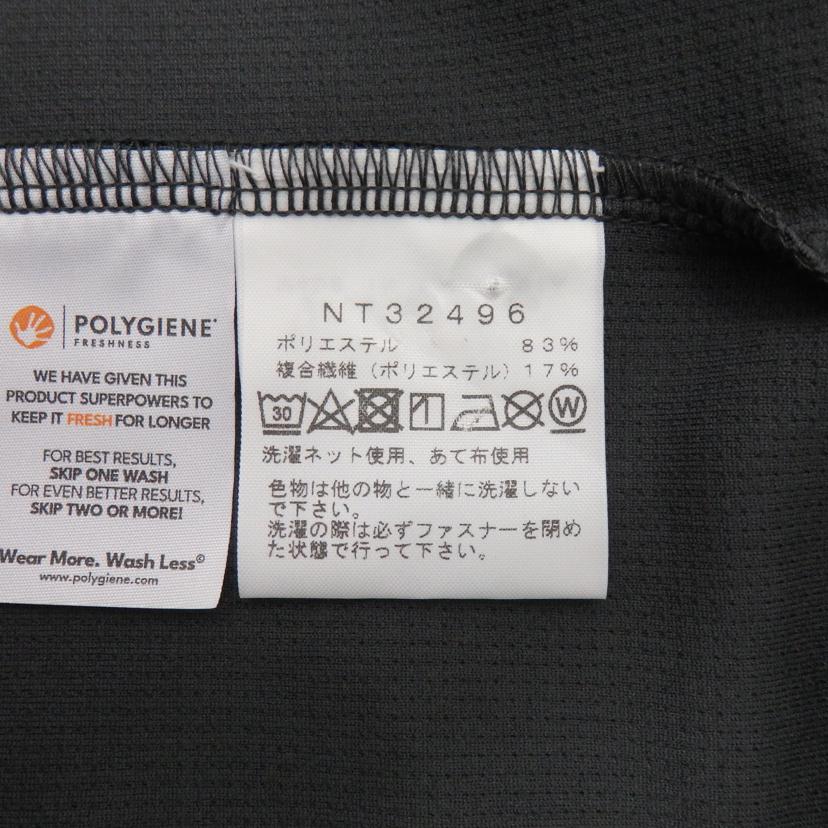 POLYGIENE
FRESHNESS
WE HAVE GIVEN THIS
PRODUCT SUPERPOWERS TO
KEEP IT FRESH FOR LONGER
FOR BEST RESULTS,
SKIP ONE WASH
FOR EVEN BETTER RESULTS,
SKIP TWO OR MORE!
Wear More. Wash Less©
www.polygiene.com
NT32496
ポリエステル 83%
複合繊維(ポリエステル)17%
30 W
洗濯ネット使用、あて布使用
色物は他の物と一緒に洗濯しない
で下さい。
洗濯の際は必ずファスナーを閉め
た状態で行って下さい。